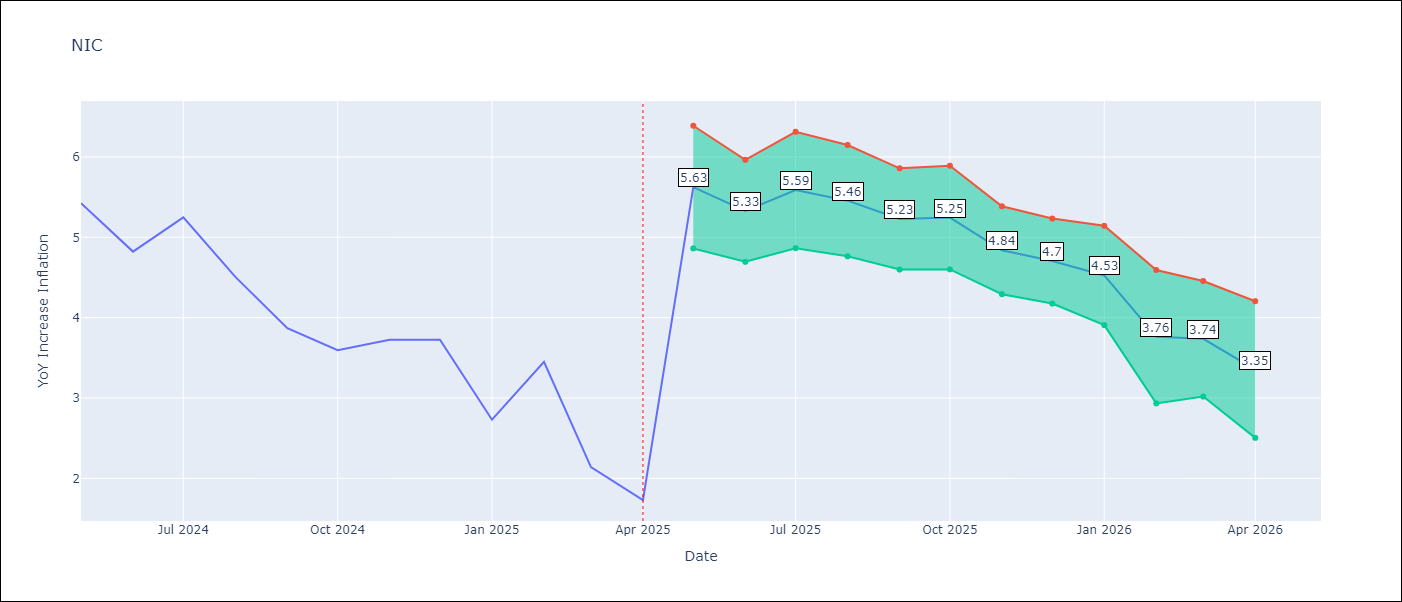 NIC
YoY Increase Inflation
6
5
4
3
2
5.63
5.33
5.59
5.46
5.23
5.25
4.84
4.7
4.53
3.76
3.74
3.35
Jul 2024
Oct 2024
Jan 2025
Apr 2025
Jul 2025
Oct 2025
Jan 2026
Apr 2026
Date